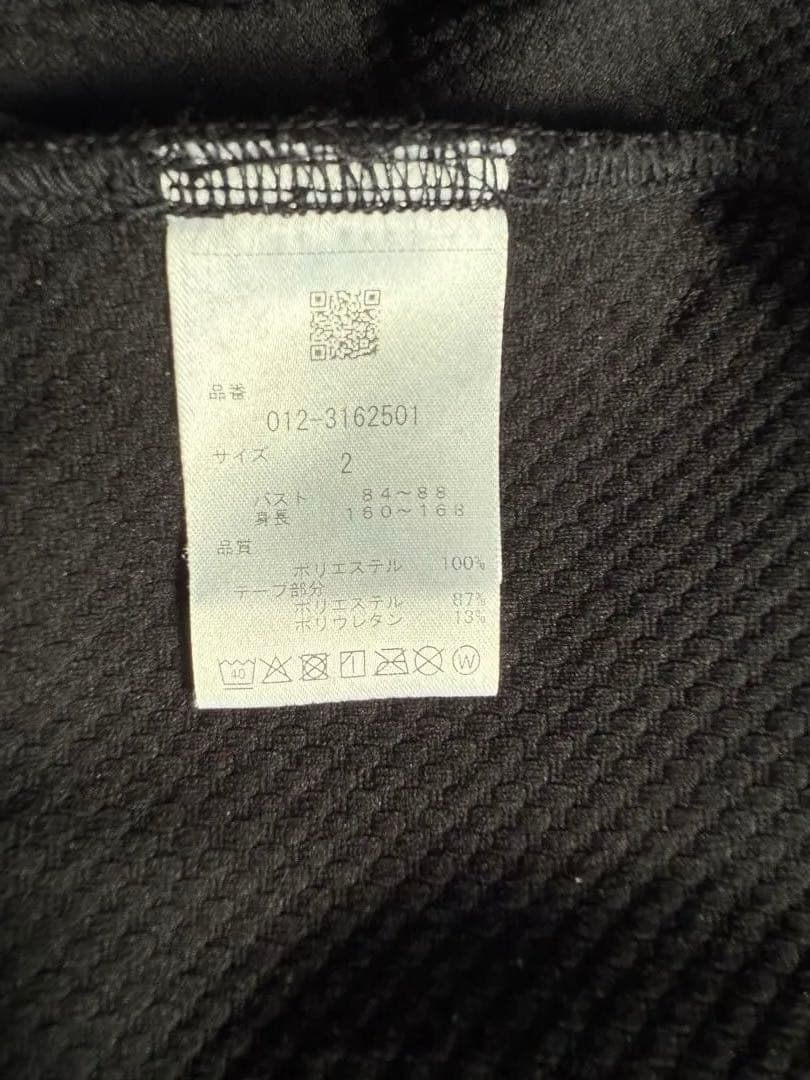 品番
012-3162501
サイズ
2
バスト 84～88
身長 160～168
品質
ポリエステル 100%
テープ部分
ポリエステル 87%
ポリウレタン 13%
40 W